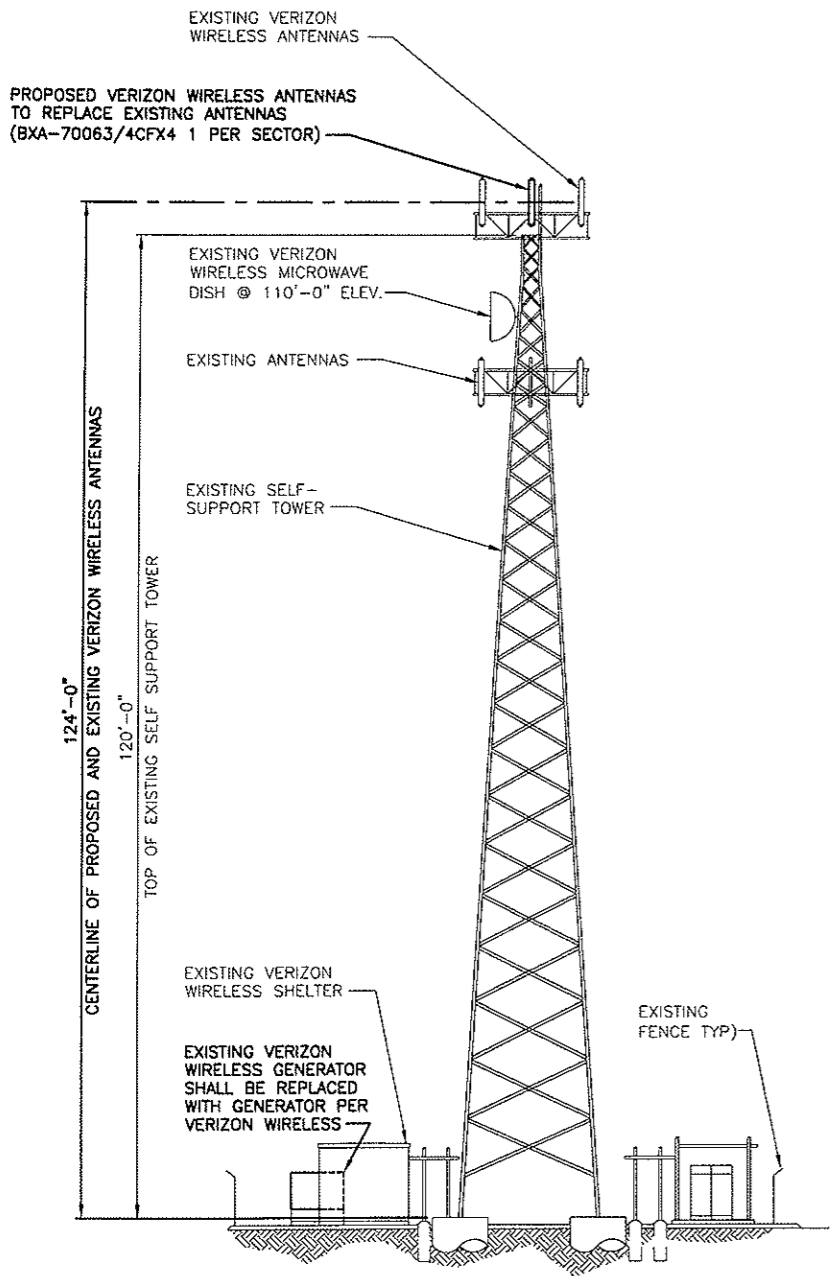 EXISTING VERIZON
WIRELESS ANTENNAS
PROPOSED VERIZON WIRELESS ANTENNAS
TO REPLACE EXISTING ANTENNAS
(BXA-70063/4CFX4 1 PER SECTOR)
EXISTING VERIZON
WIRELESS MICROWAVE
DISH @ 110'-0" ELEV.
EXISTING ANTENNAS
EXISTING SELF-
SUPPORT TOWER
124'-0"
CENTERLINE OF PROPOSED AND EXISTING VERIZON WIRELESS ANTENNAS
120'-0"
TOP OF EXISTING SELF SUPPORT TOWER
EXISTING VERIZON
WIRELESS SHELTER
EXISTING VERIZON
WIRELESS GENERATOR
SHALL BE REPLACED
WITH GENERATOR PER
VERIZON WIRELESS
EXISTING
FENCE TYP)